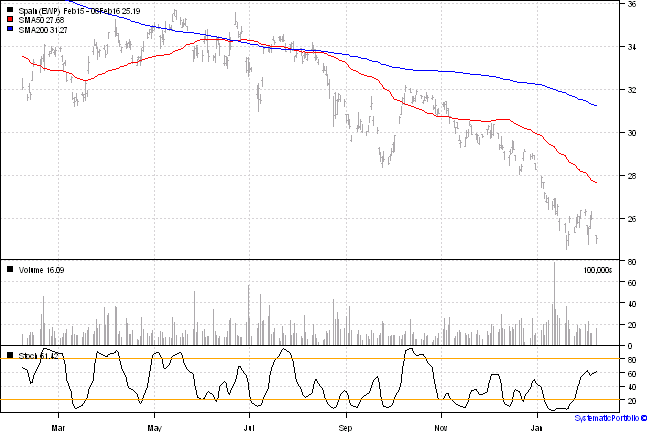 Spain (EWP) Feb15 - 08Feb16 25.19
SMA50 27.68
SMA200 31.27
36
34
32
30
28
26
Volume 16.09
100,000s
80
60
40
20
0
Stoch 61.42
80
60
40
20
Mar
May
Jul
Sep
Nov
Jan
SystematicPortfolio ©